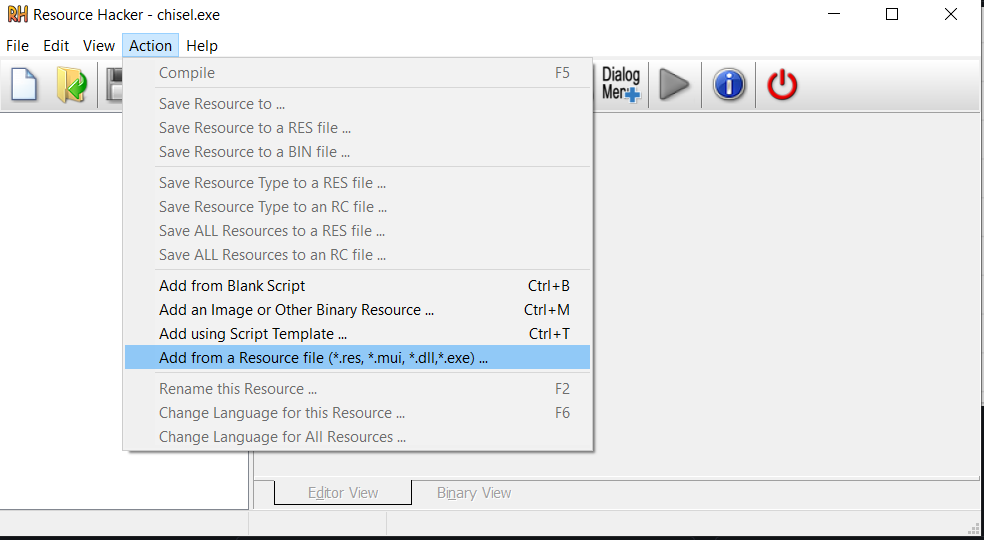 RH Resource Hacker - chisel.exe
File Edit View Action Help
Dialog
Menu
Compile F5
Save Resource to ...
Save Resource to a RES file ...
Save Resource to a BIN file ...
Save Resource Type to a RES file ...
Save Resource Type to an RC file ...
Save ALL Resources to a RES file ...
Save ALL Resources to an RC file ...
Add from Blank Script Ctrl+B
Add an Image or Other Binary Resource ... Ctrl+M
Add using Script Template ... Ctrl+T
Add from a Resource file (*.res, *.mui, *.dll,*.exe) ...
Rename this Resource ... F2
Change Language for this Resource ... F6
Change Language for All Resources ...
Editor View Binary View